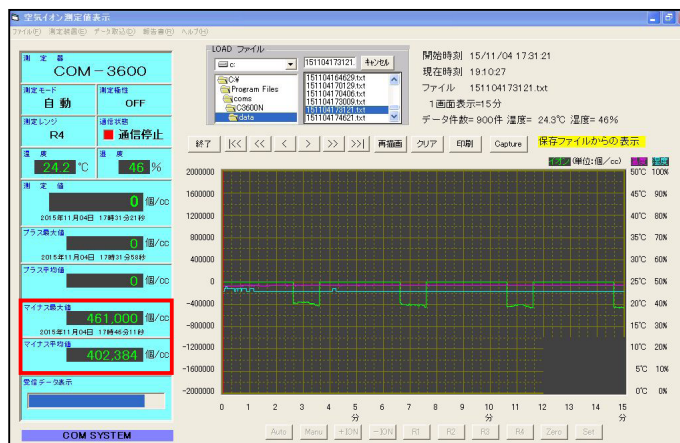 空気イオン測定値表示
ファイル(F) 測定装置(E) データ取込(D) 報告書(R) ヘルプ(H)
測 定 器
COM-3600
測定モード 測定極性
自 動 OFF
測定レンジ 通信状態
R4 通信停止
温 度 湿 度
24.2 ℃ 46 %
測 定 値
0 個/cc
2015年11月04日 17時31分21秒
プラス最大値
0 個/cc
2015年11月04日 17時31分58秒
プラス平均値
0 個/cc
マイナス最大値
461,000 個/cc
2015年11月04日 17時46分11秒
マイナス平均値
402,384 個/cc
受信データ表示
COM SYSTEM
LOAD ファイル
c:
C:¥
Program Files
coms
C3600N
data
151104173121. キャンセル
151104164629.txt
151104170129.txt
151104170406.txt
151104173009.txt
151104173121.txt
151104174621.txt
開始時刻 15/11/04 17:31:21
現在時刻 19:10:27
ファイル 151104173121.txt
1画面表示=15分
データ件数= 900件 温度= 24.3℃ 湿度= 46%
終了 |<< << < > >> >>| 再描画 クリア 印刷 Capture 保存ファイルからの表示
(単位:個/cc)
2000000 50℃ 100%
1600000 45℃ 90%
1200000 40℃ 80%
800000 35℃ 70%
400000 30℃ 60%
0 25℃ 50%
-400000 20℃ 40%
-800000 15℃ 30%
-1200000 10℃ 20%
-1600000 5℃ 10%
-2000000 0℃ 0%
0 1 2 3 4 5 6 7 8 9 10 11 12 13 14 15
分 分 分
Auto Menu +ION -ION R1 R2 R3 R4 Zero Set